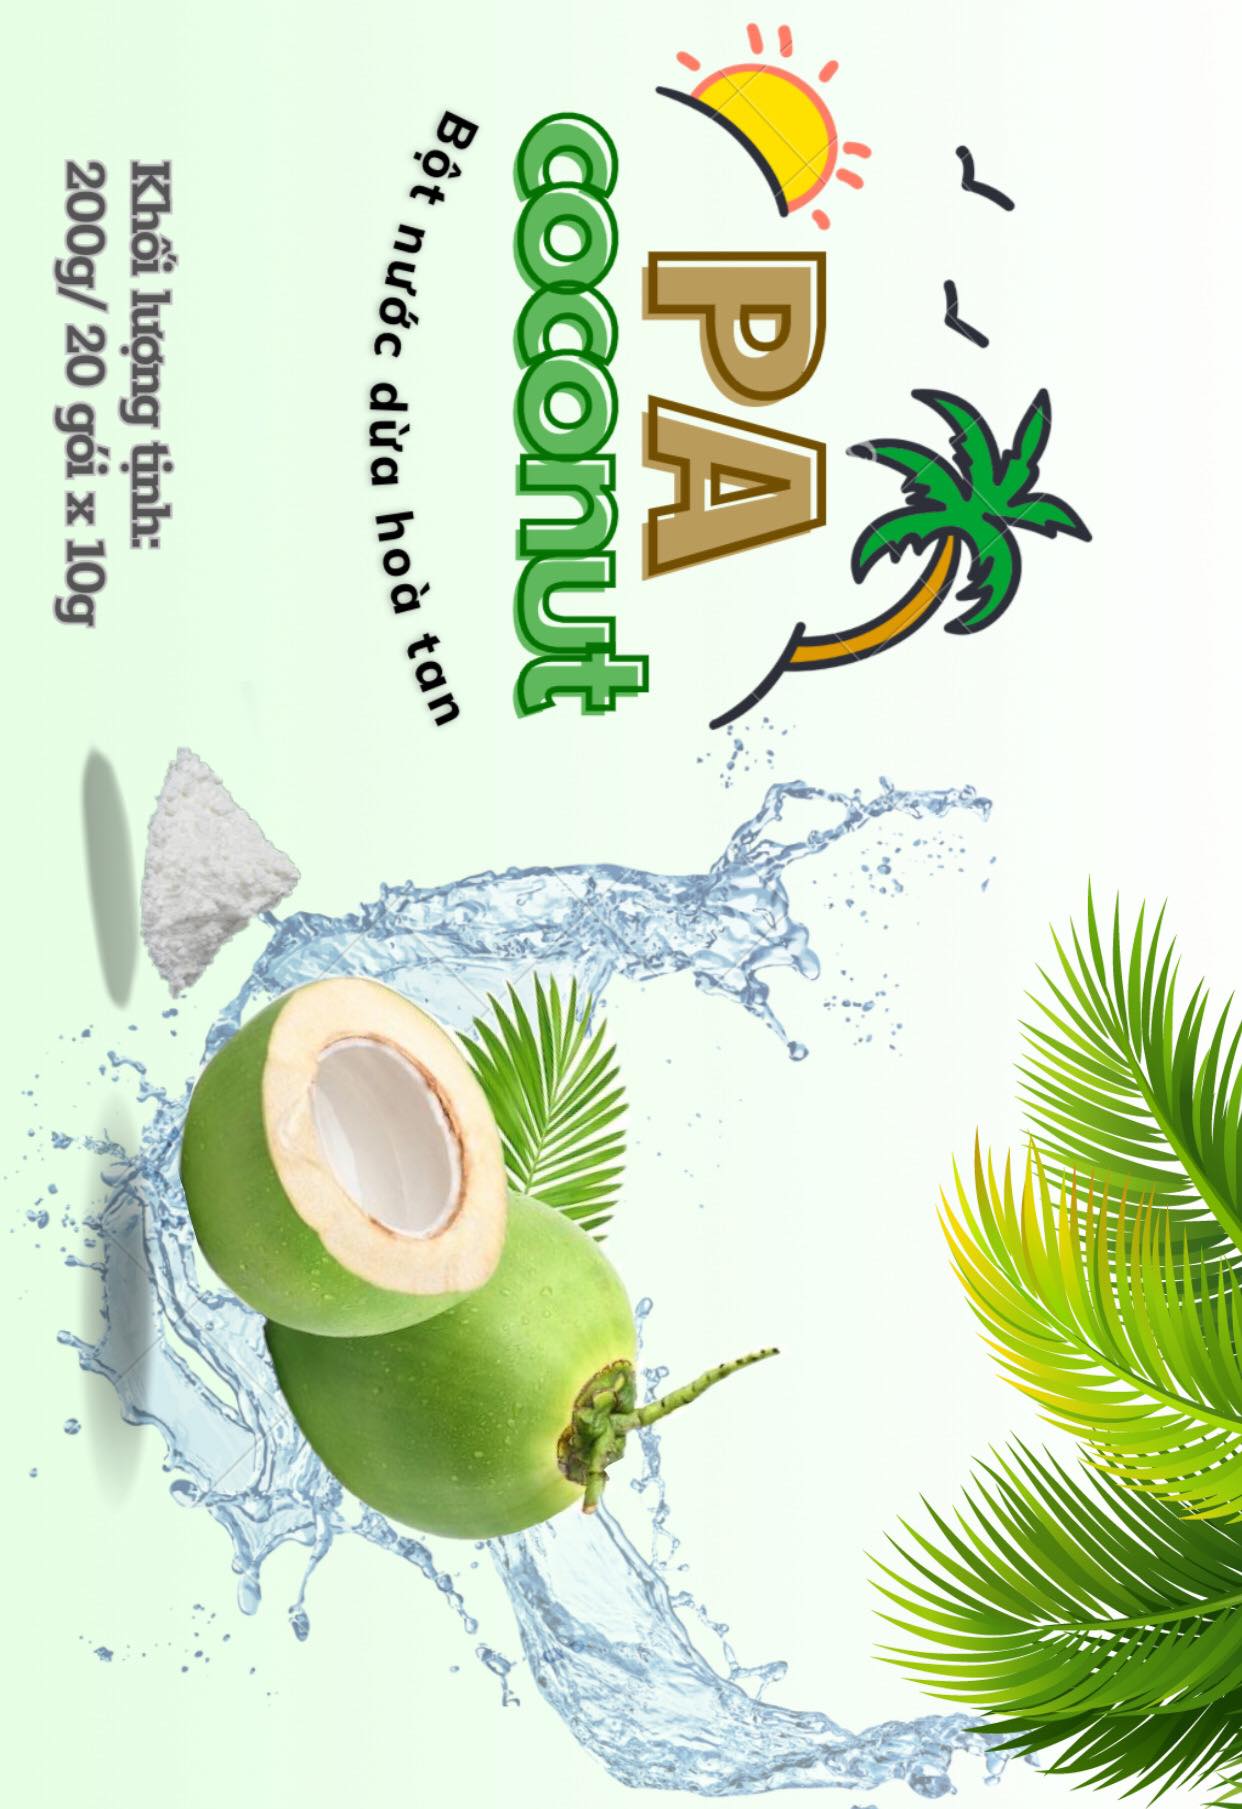 PA
coconut
Bột nước dừa hoà tan
Khối lượng tịnh:
200g/ 20 gói x 10g